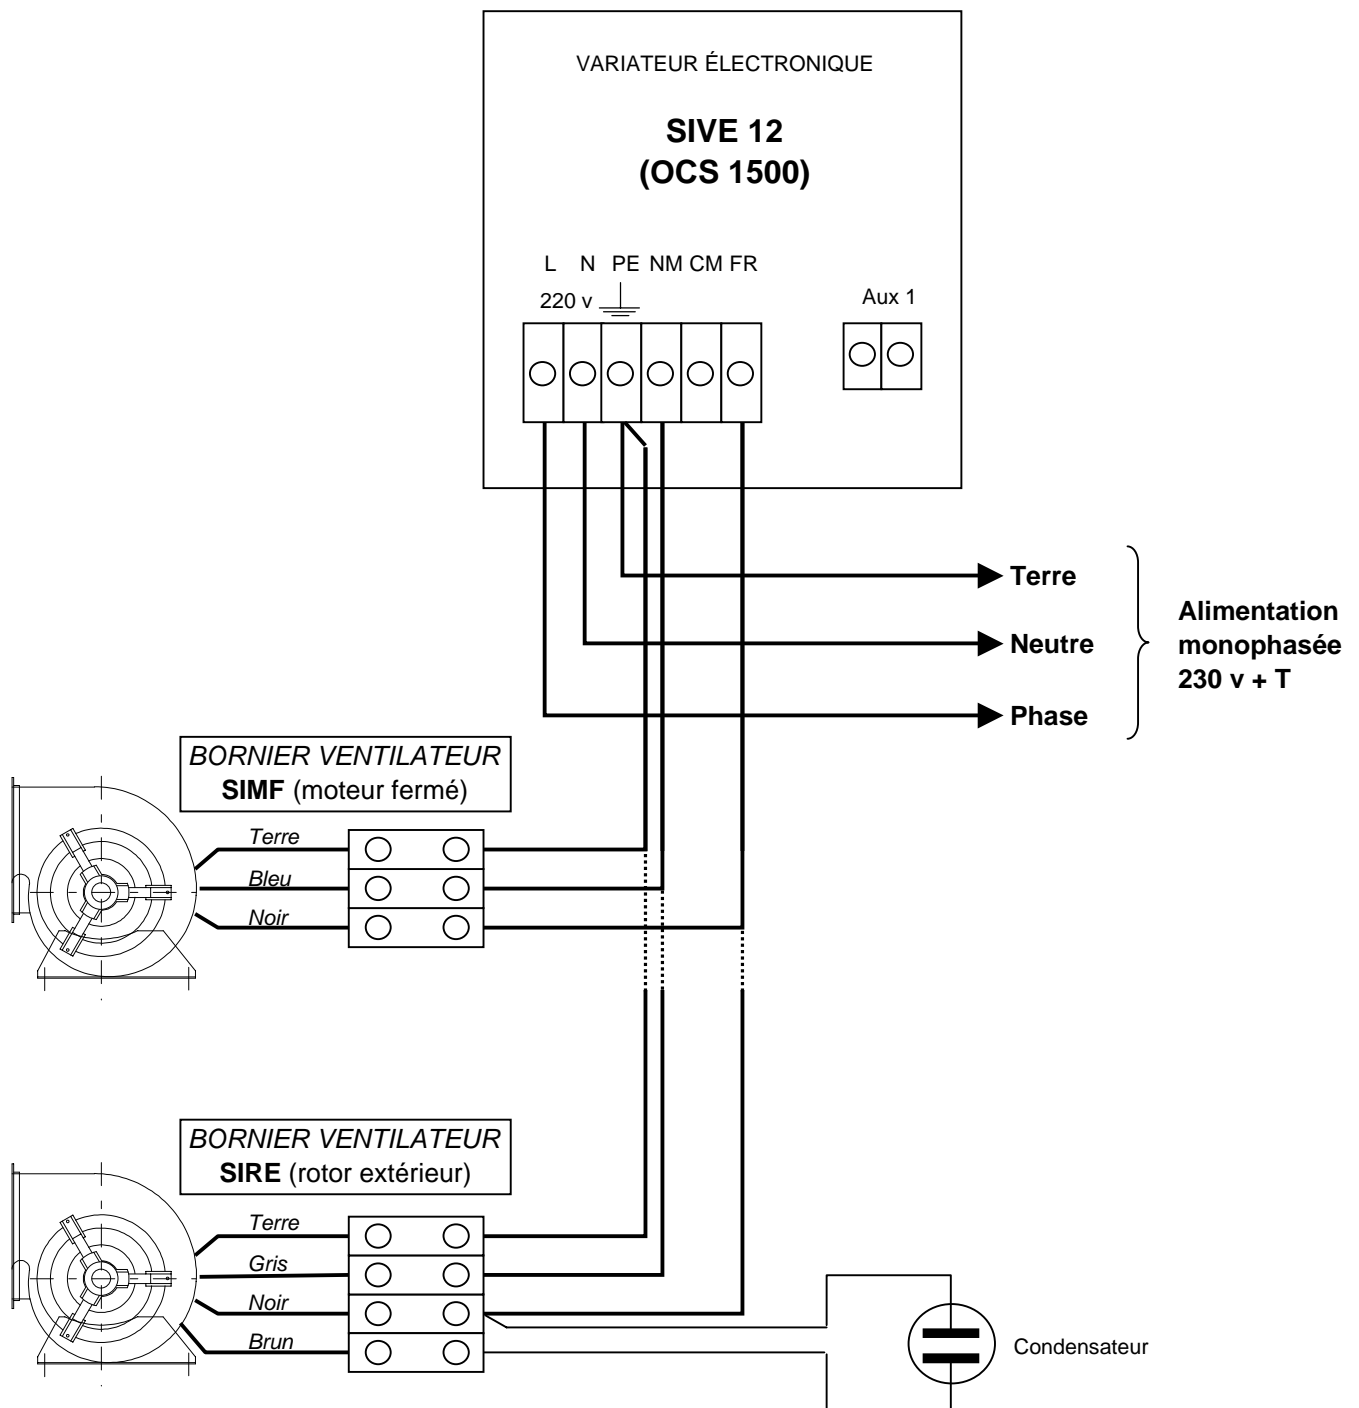 VARIATEUR ÉLECTRONIQUE
SIVE 12
(OCS 1500)
L N PE NM CM FR
220 v
Aux 1
Terre
Neutre
Phase
Alimentation
monophasée
230 v + T
BORNIER VENTILATEUR
SIMF (moteur fermé)
Terre
Bleu
Noir
BORNIER VENTILATEUR
SIRE (rotor extérieur)
Terre
Gris
Noir
Brun
Condensateur